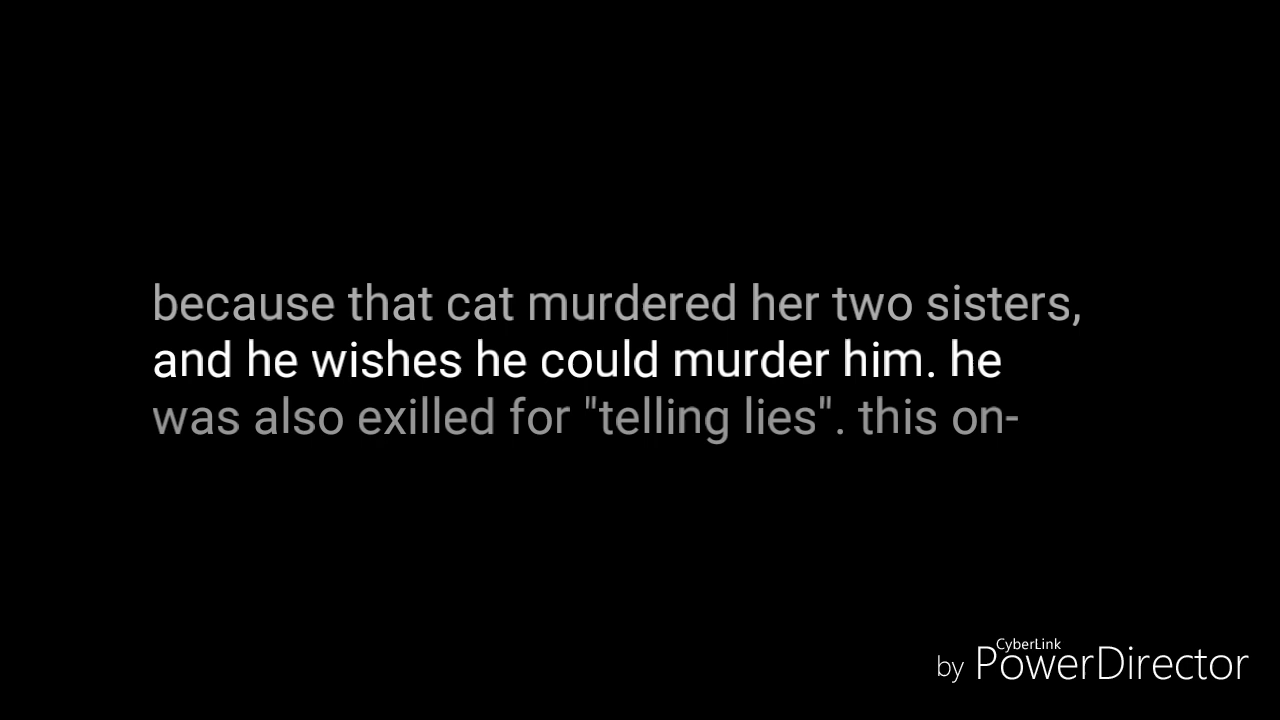 because that cat murdered her two sisters,
and he wishes he could murder him. he
was also exilled for "telling lies". this on-
by CyberLink PowerDirector